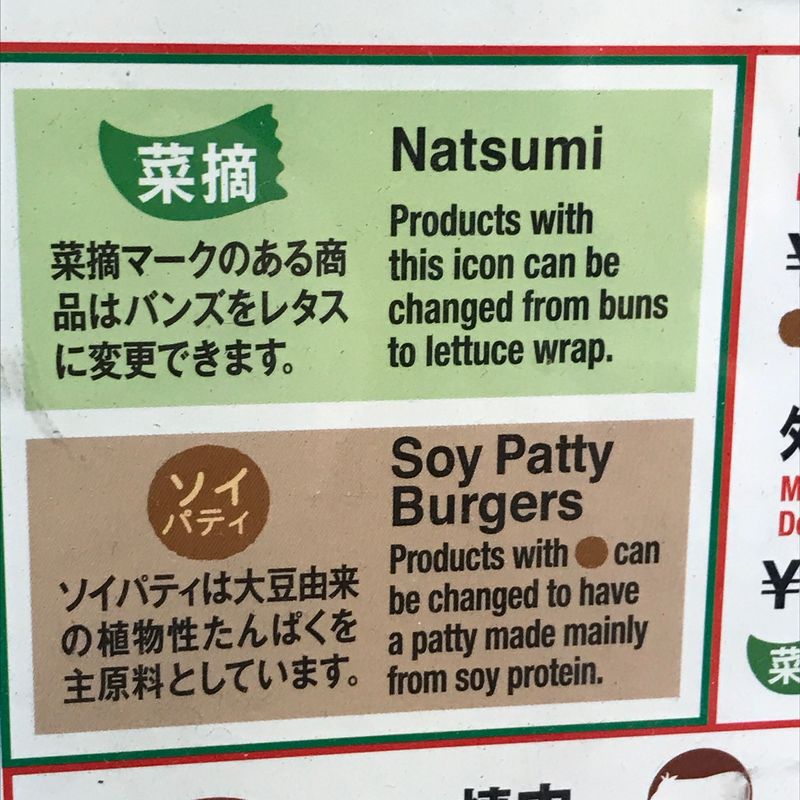 菜摘
菜摘マークのある商
品はバンズをレタス
に変更できます。
Natsumi
Products with
this icon can be
changed from buns
to lettuce wrap.
ソイ
パティ
ソイパティは大豆由来
の植物性たんぱくを
主原料としています。
Soy Patty
Burgers
Products with can
be changed to have
a patty made mainly
from soy protein.
¥
¥
菜